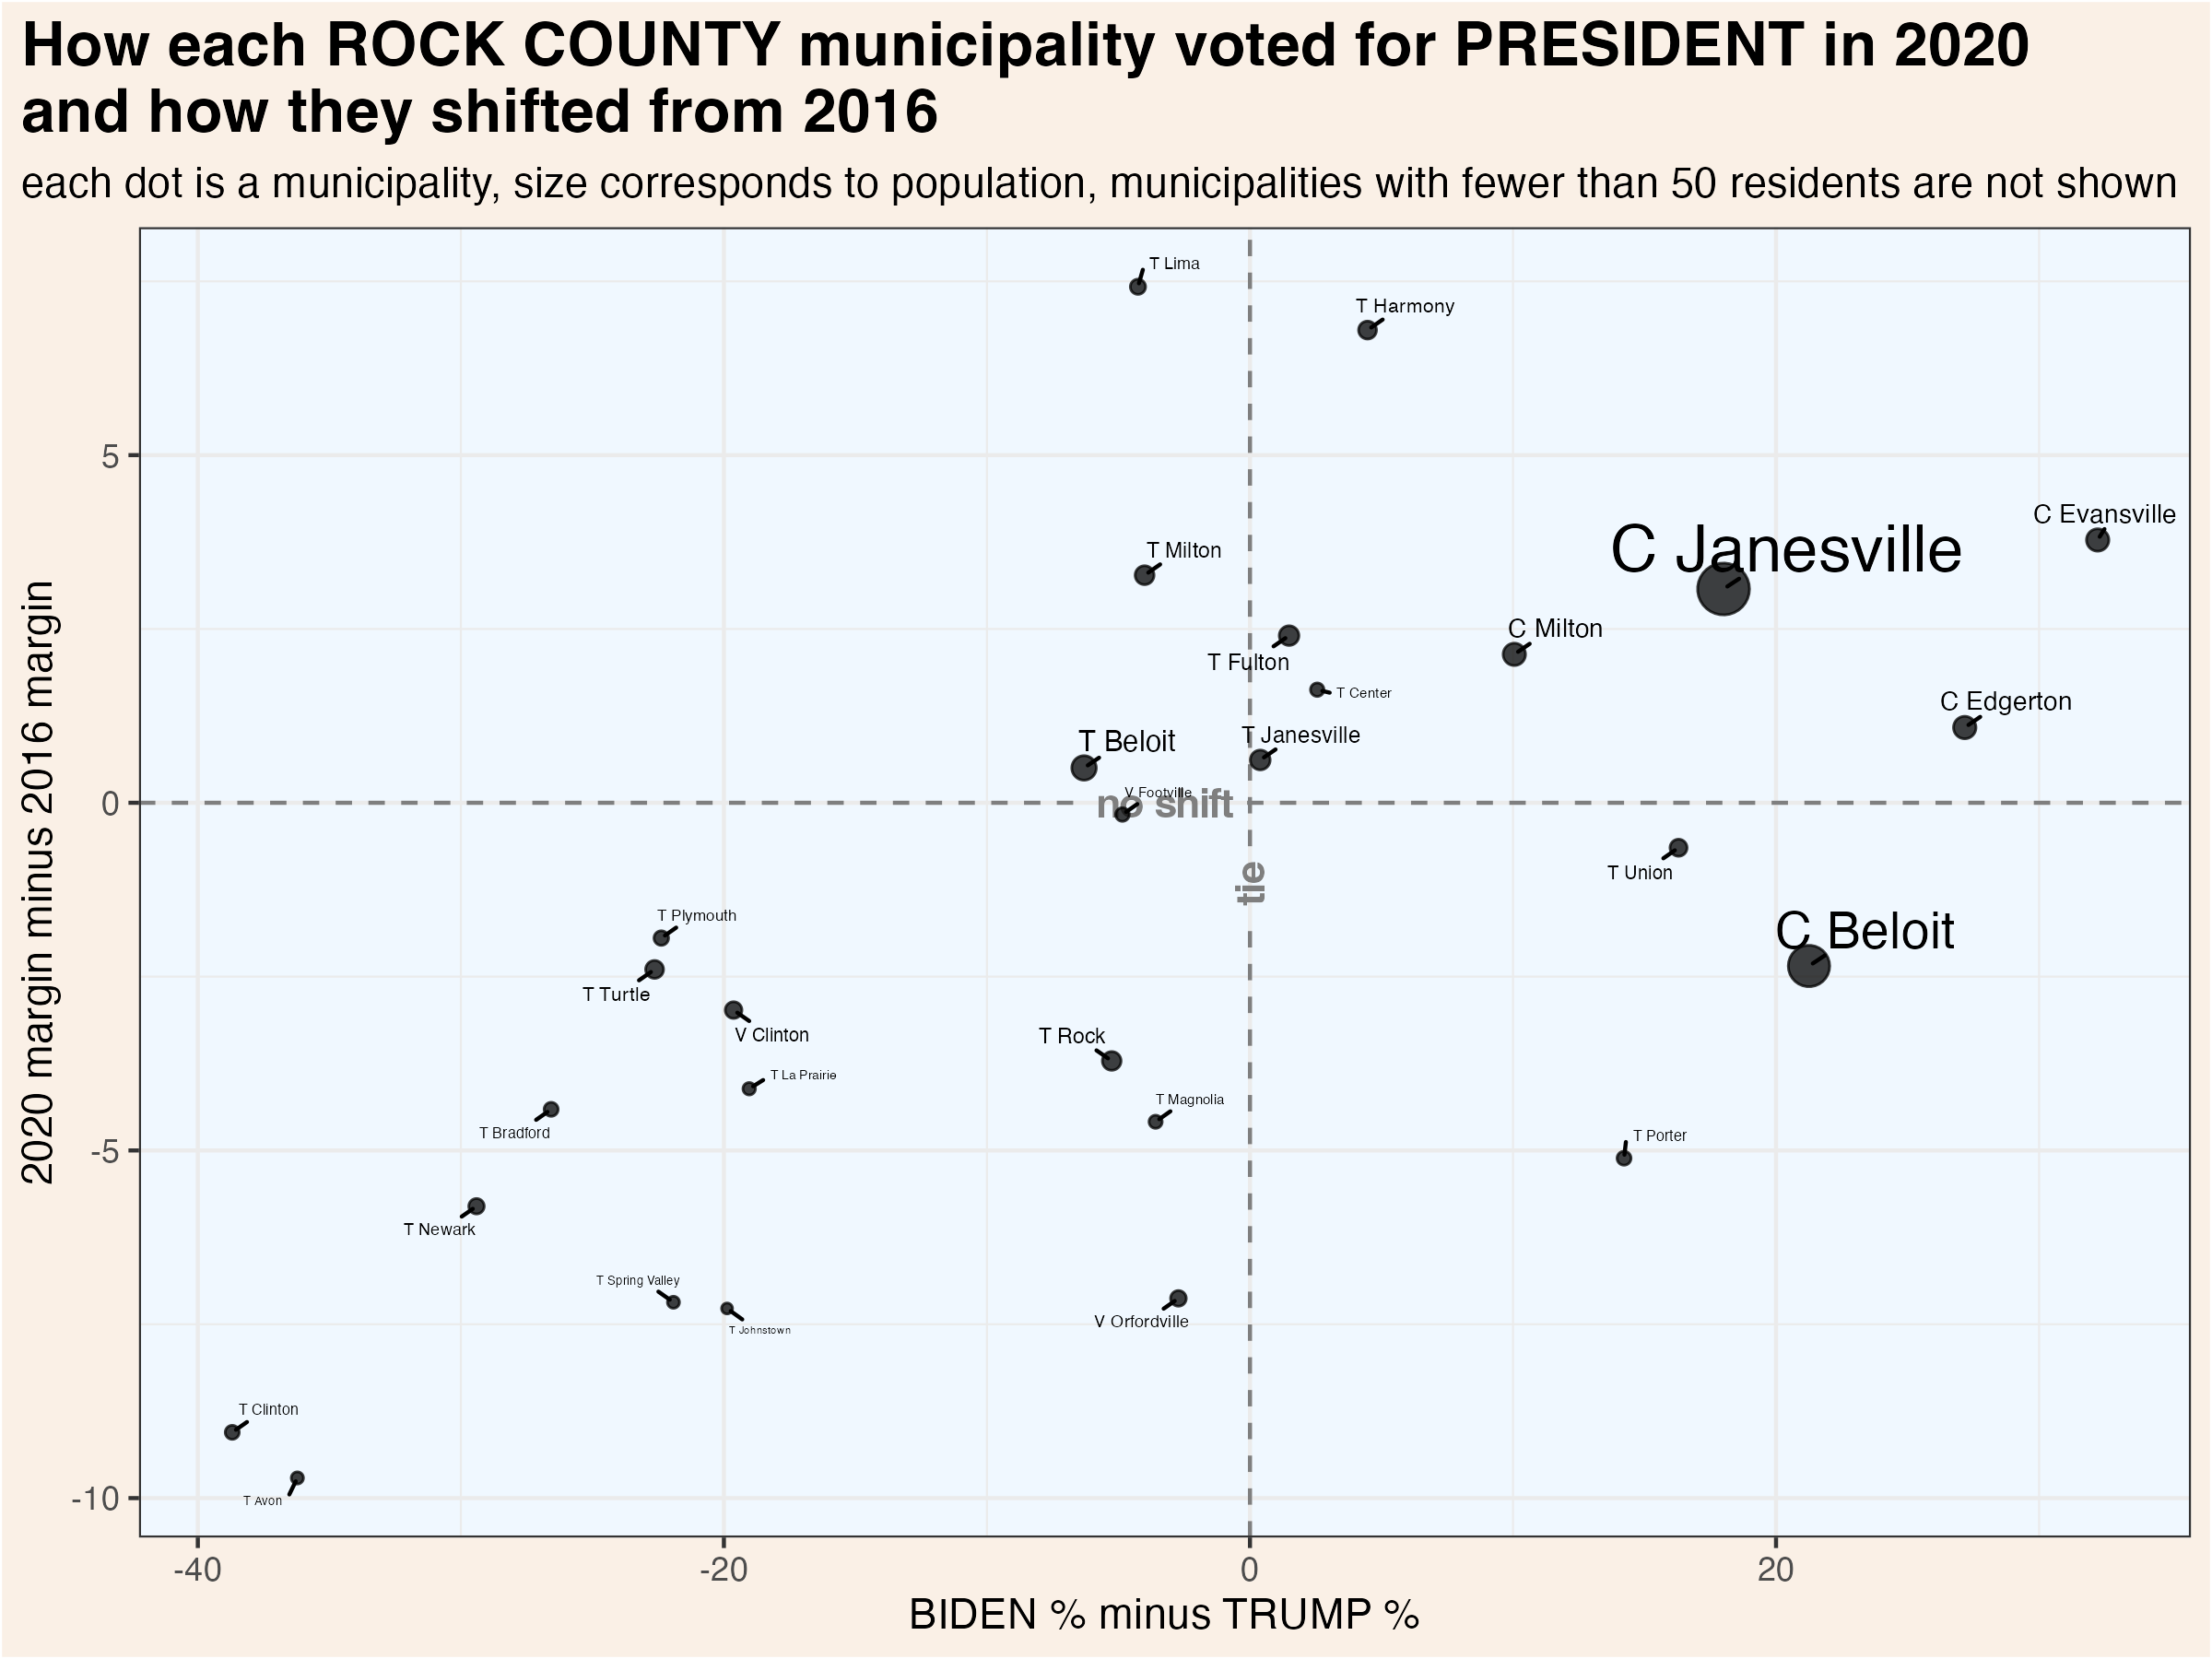 How each ROCK COUNTY municipality voted for PRESIDENT in 2020
and how they shifted from 2016
each dot is a municipality, size corresponds to population, municipalities with fewer than 50 residents are not shown
2020 margin minus 2016 margin
T Lima
T Harmony
5
C Evansville
C Janesville
T Milton
C Milton
T Fulton
T Center
C Edgerton
T Janesville
T Beloit
V Footville
0
no shift
T Union
tie
T Plymouth
C Beloit
T Turtle
V Clinton
T Rock
T La Prairie
T Magnolia
T Bradford
T Porter
-5
T Newark
T Spring Valley
V Orfordville
T Johnstown
T Clinton
T Avon
-10
-40
-20
0
20
BIDEN % minus TRUMP %